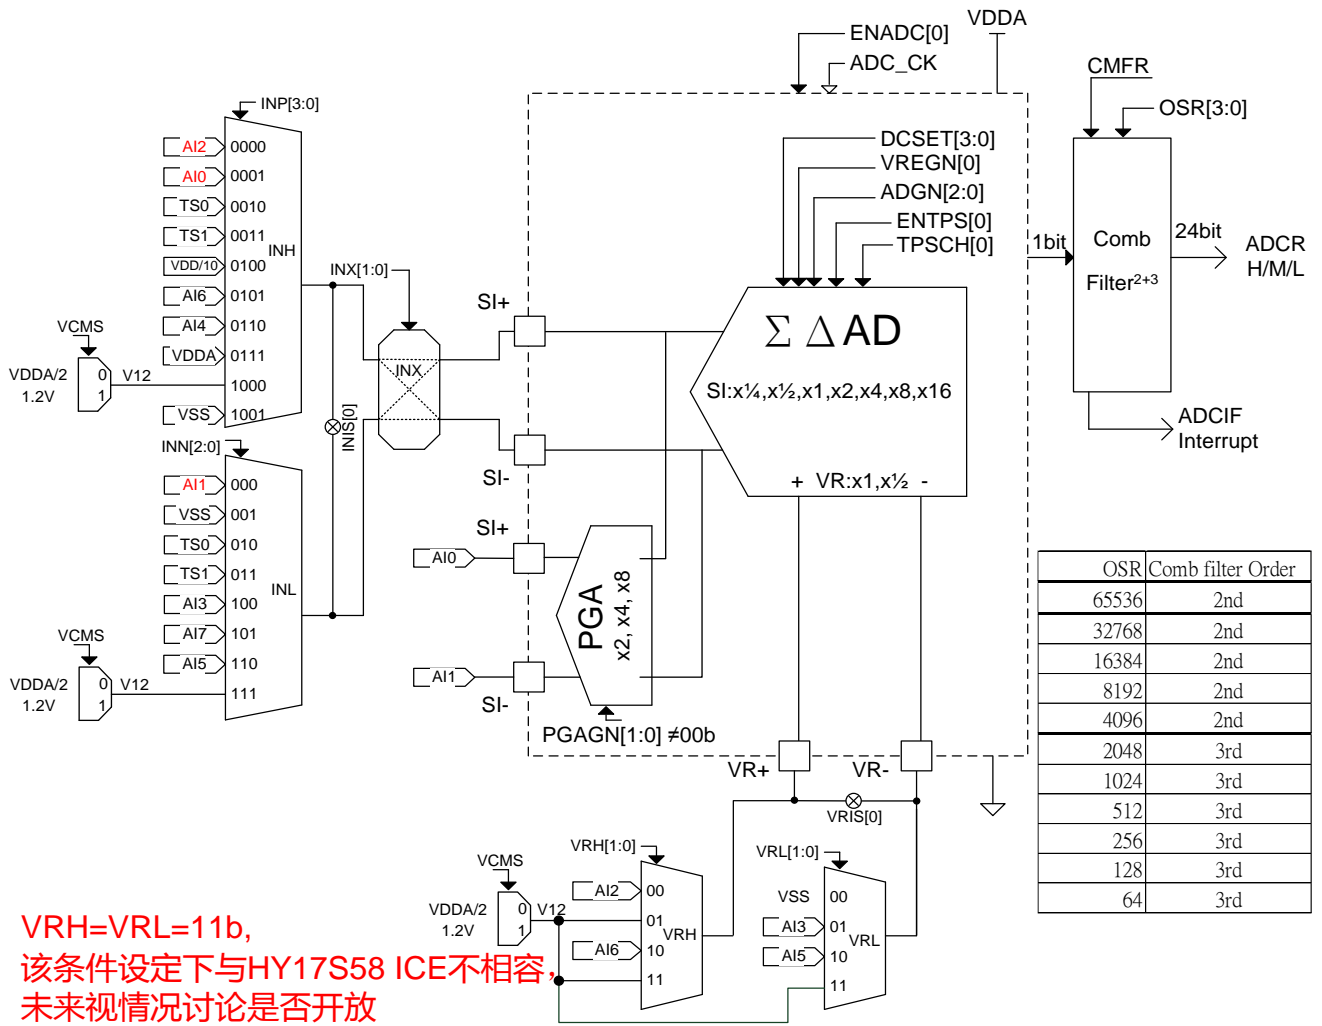 VDDA
ENADC[0]
ADC_CK
CMFR
OSR[3:0]
INP[3:0]
DCSET[3:0]
VREGN[0]
ADGN[2:0]
ENTPS[0]
TPSCH[0]
AI2 0000
AI0 0001
TS0 0010
TS1 0011
INH
VDD/10 0100
AI6 0101
AI4 0110
VDDA 0111
1000
VSS 1001
VCMS
VDDA/2
1.2V
0
1
V12
INX[1:0]
INX
INIS[0]
SI+
SI-
Σ Δ AD
SI:x¼,x½,x1,x2,x4,x8,x16
+ VR:x1,x½ -
1bit
Comb
Filter2+3
24bit
ADCR
H/M/L
ADCIF
Interrupt
INN[2:0]
AI1 000
VSS 001
TS0 010
TS1 011
INL
AI3 100
AI7 101
AI5 110
111
VCMS
VDDA/2
1.2V
0
1
V12
SI+
AI0
PGA
x2, x4, x8
AI1
SI-
PGAGN[1:0] ≠00b
VR+
VR-
VRIS[0]
OSR Comb filter Order
65536 2nd
32768 2nd
16384 2nd
8192 2nd
4096 2nd
2048 3rd
1024 3rd
512 3rd
256 3rd
128 3rd
64 3rd
VRH[1:0]
VRL[1:0]
VCMS
VDDA/2
1.2V
0
1
V12
AI2 00
01
VRH
AI6 10
11
VSS 00
AI3 01
VRL
AI5 10
11
VRH=VRL=11b,
该条件设定下与HY17S58 ICE不相容,
未来视情况讨论是否开放